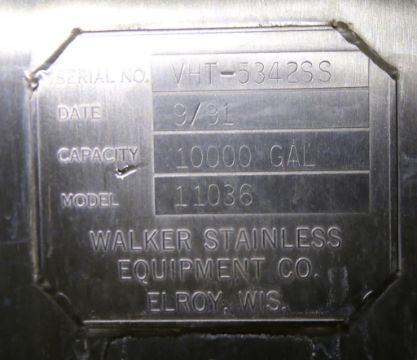 SERIAL NO. VHT-5342SS
DATE 9/91
CAPACITY 10000 GAL
MODEL 11036
WALKER STAINLESS
EQUIPMENT CO.
ELROY, WIS.